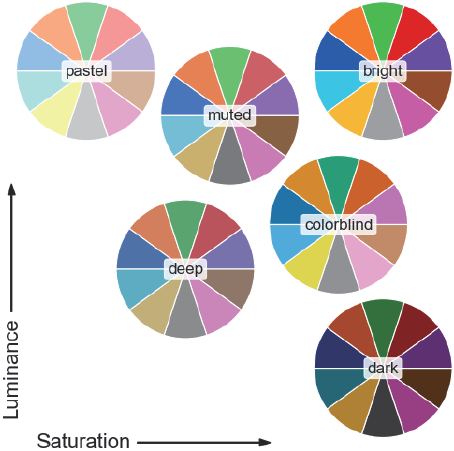 pastel
bright
muted
colorblind
deep
dark
Luminance
Saturation